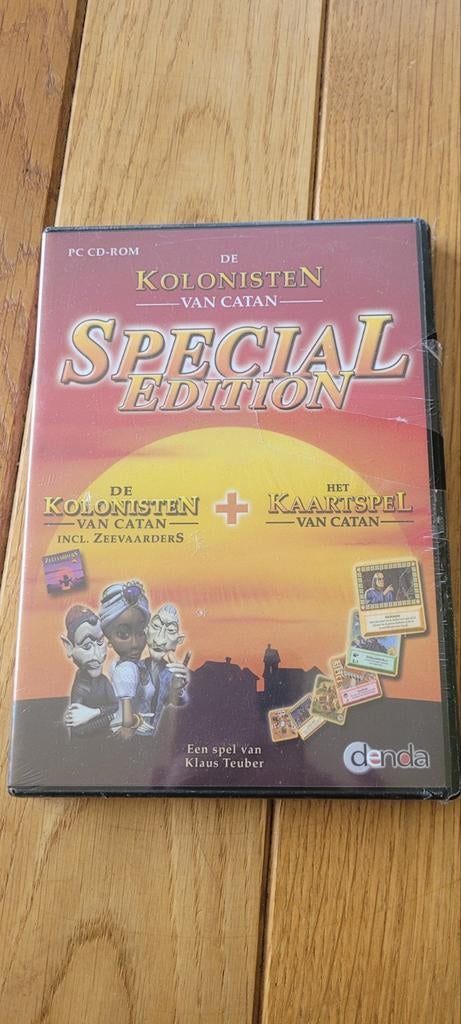 PC CD-ROM
DE
KOLONISTEN
VAN CATAN
SPECIAL
EDITION
DE
KOLONISTEN
VAN CATAN
INCL. ZEEVAARDERS
+
HET
KAARTSPEL
VAN CATAN
ZEEVAARDERS
Een spel van
Klaus Teuber
denda